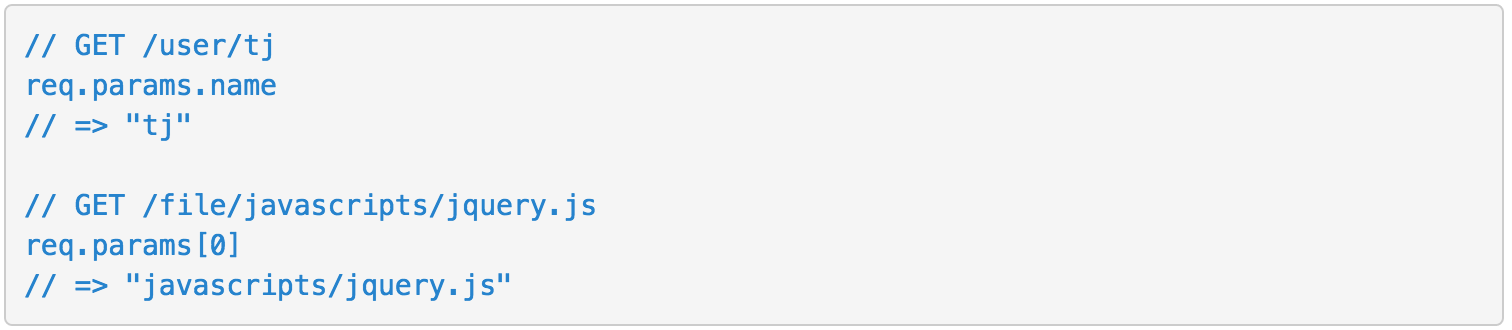 // GET /user/tj
req.params.name
// => "tj"

// GET /file/javascripts/jquery.js
req.params[0]
// => "javascripts/jquery.js"